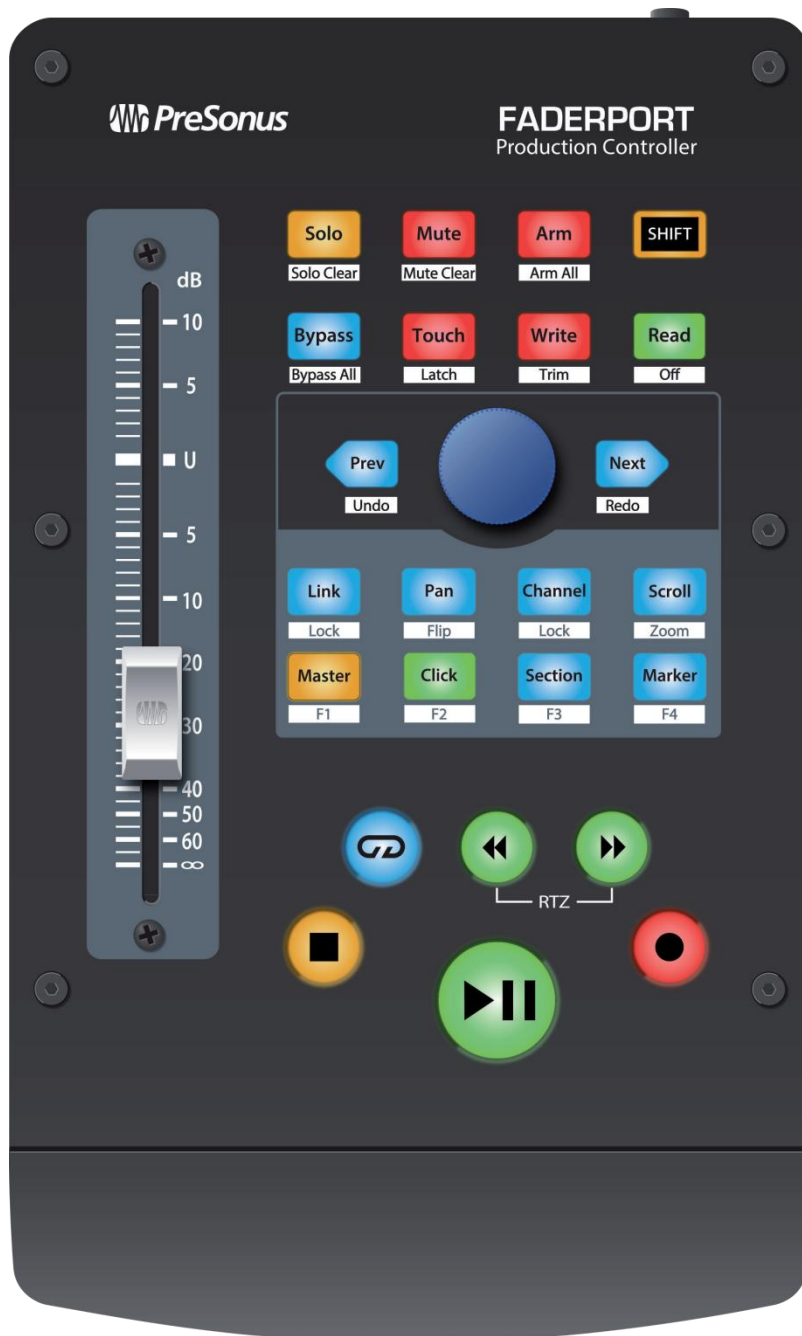 PreSonus
FADERPORT
Production Controller
Solo Mute Arm SHIFT
Solo Clear Mute Clear Arm All
dB
10
5
U
5
10
20
30
40
50
60
∞
Bypass Touch Write Read
Bypass All Latch Trim Off
Prev Next
Undo Redo
Link Pan Channel Scroll
Lock Flip Lock Zoom
Master Click Section Marker
F1 F2 F3 F4
RTZ